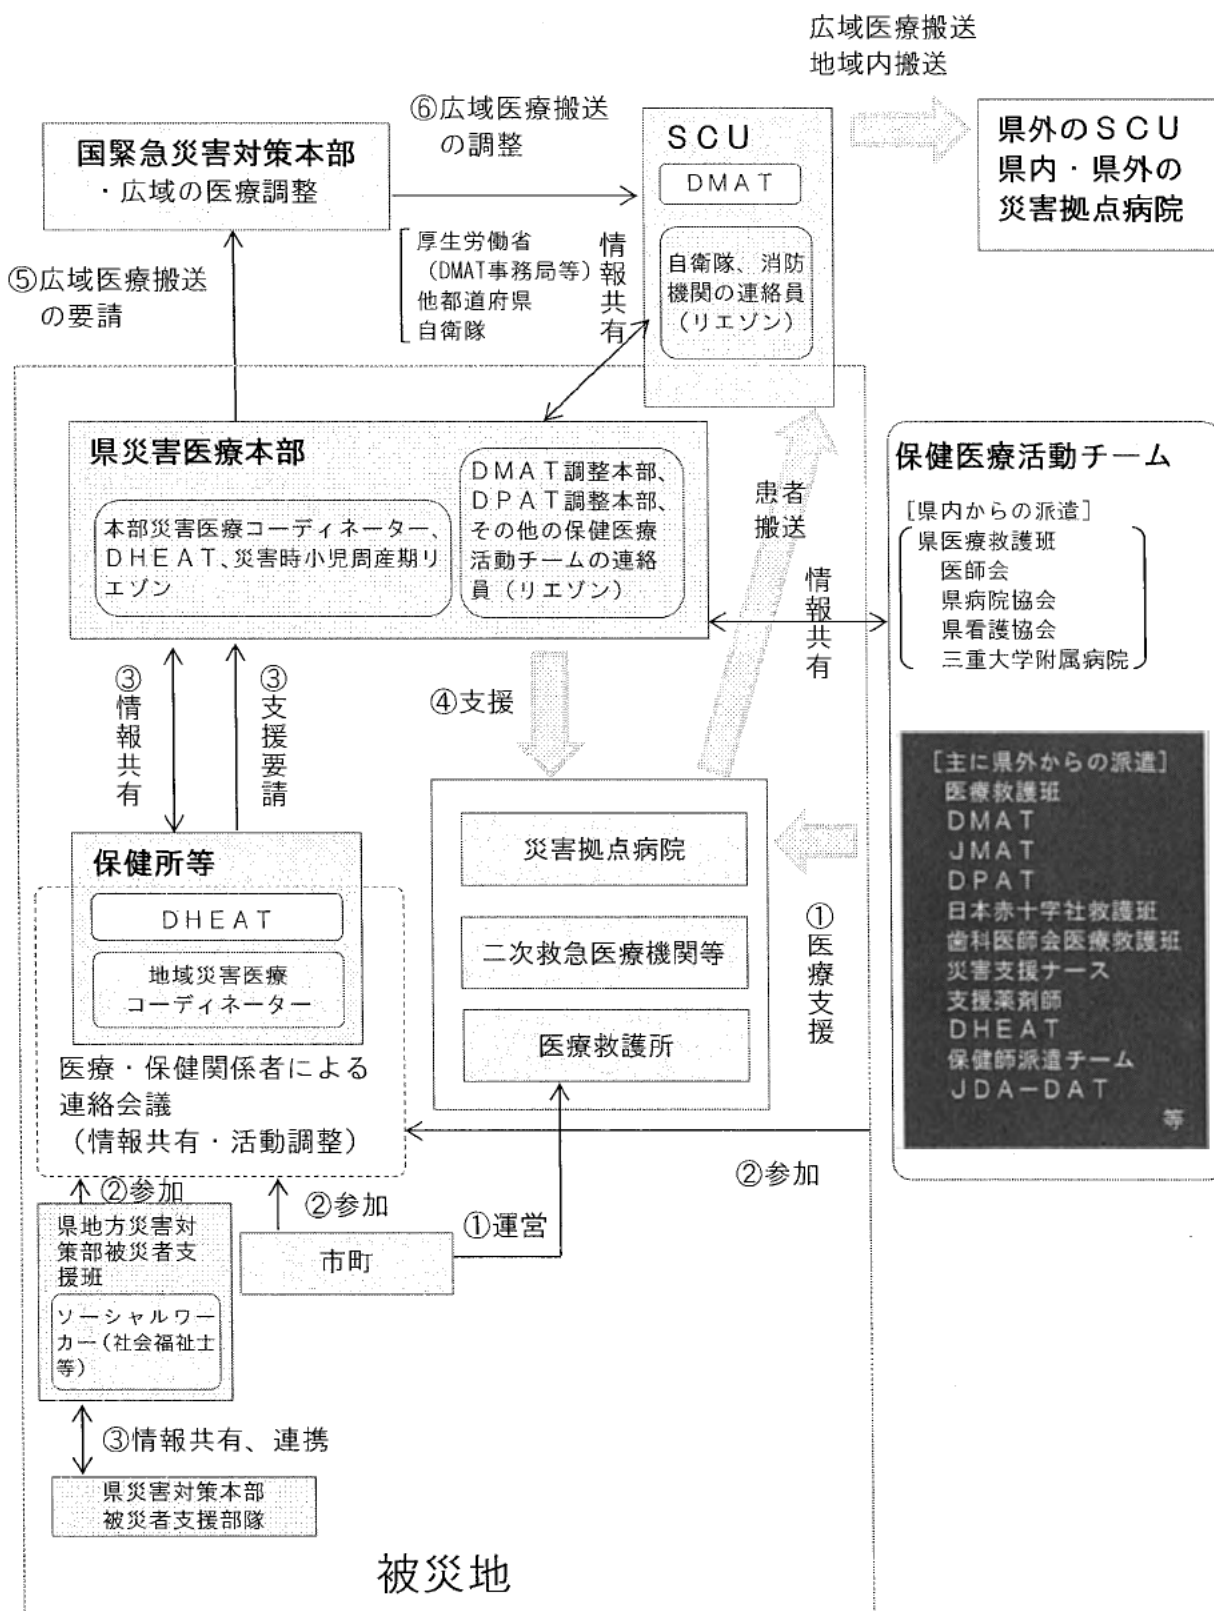 広域医療搬送
地域内搬送
⑥広域医療搬送
の調整
国緊急災害対策本部
・広域の医療調整
SCU
DMAT
自衛隊、消防
機関の連絡員
(リエゾン)
県外のSCU
県内・県外の
災害拠点病院
⑤広域医療搬送
の要請
厚生労働省
(DMAT事務局等)
他都道府県
自衛隊
情報共有
県災害医療本部
本部災害医療コーディネーター、
DHEAT、災害時小児周産期リ
エゾン
DMAT調整本部、
DPAT調整本部、
その他の保健医療
活動チームの連絡
員(リエゾン)
患者
搬送
情報共有
保健医療活動チーム
[県内からの派遣]
県医療救護班
医師会
県病院協会
県看護協会
三重大学附属病院
[主に県外からの派遣]
医療救護班
DMAT
JMAT
DPAT
日本赤十字社救護班
歯科医師会医療救護班
災害支援ナース
支援薬剤師
DHEAT
保健師派遣チーム
JDA-DAT
等
③情報共有
③支援要請
④支援
保健所等
DHEAT
地域災害医療
コーディネーター
医療・保健関係者による
連絡会議
(情報共有・活動調整)
災害拠点病院
二次救急医療機関等
医療救護所
①医療支援
②参加
②参加
②参加
①運営
県地方災害対
策部被災者支
援班
ソーシャルワー
カー(社会福祉士
等)
市町
③情報共有、連携
県災害対策本部
被災者支援部隊
被災地